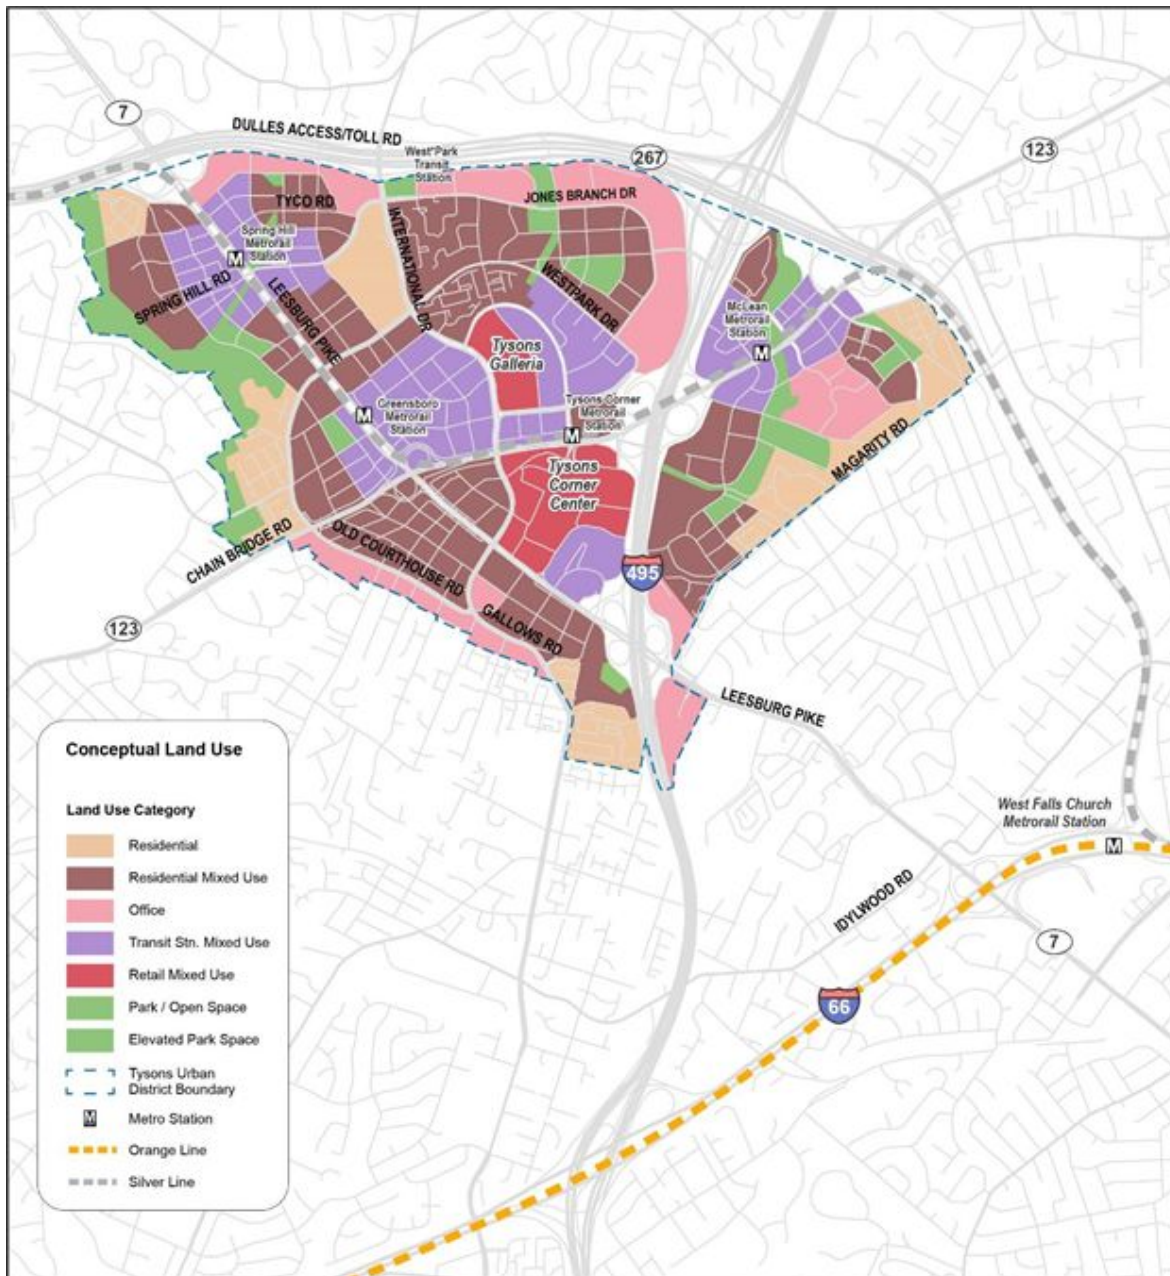 7
DULLES ACCESS/TOLL RD
West*Park
Transit
Station
267
123
TYCO RD
JONES BRANCH DR
INTERNATIONAL DR
Spring Hill
Metrorail
Station
M
SPRING HILL RD
LEESBURG PIKE
WESTPARK DR
McLean
Metrorail
Station
M
Tysons
Galleria
Greensboro
Metrorail
Station
M
Tysons Corner
Metrorail
Station
M
MAGARITY RD
Tysons
Corner
Center
CHAIN BRIDGE RD
OLD COURTHOUSE RD
495
GALLOWS RD
123
LEESBURG PIKE
West Falls Church
Metrorail Station
M
IDYLWOOD RD
7
66
Conceptual Land Use
Land Use Category
Residential
Residential Mixed Use
Office
Transit Stn. Mixed Use
Retail Mixed Use
Park / Open Space
Elevated Park Space
Tysons Urban
District Boundary
M
Metro Station
Orange Line
Silver Line